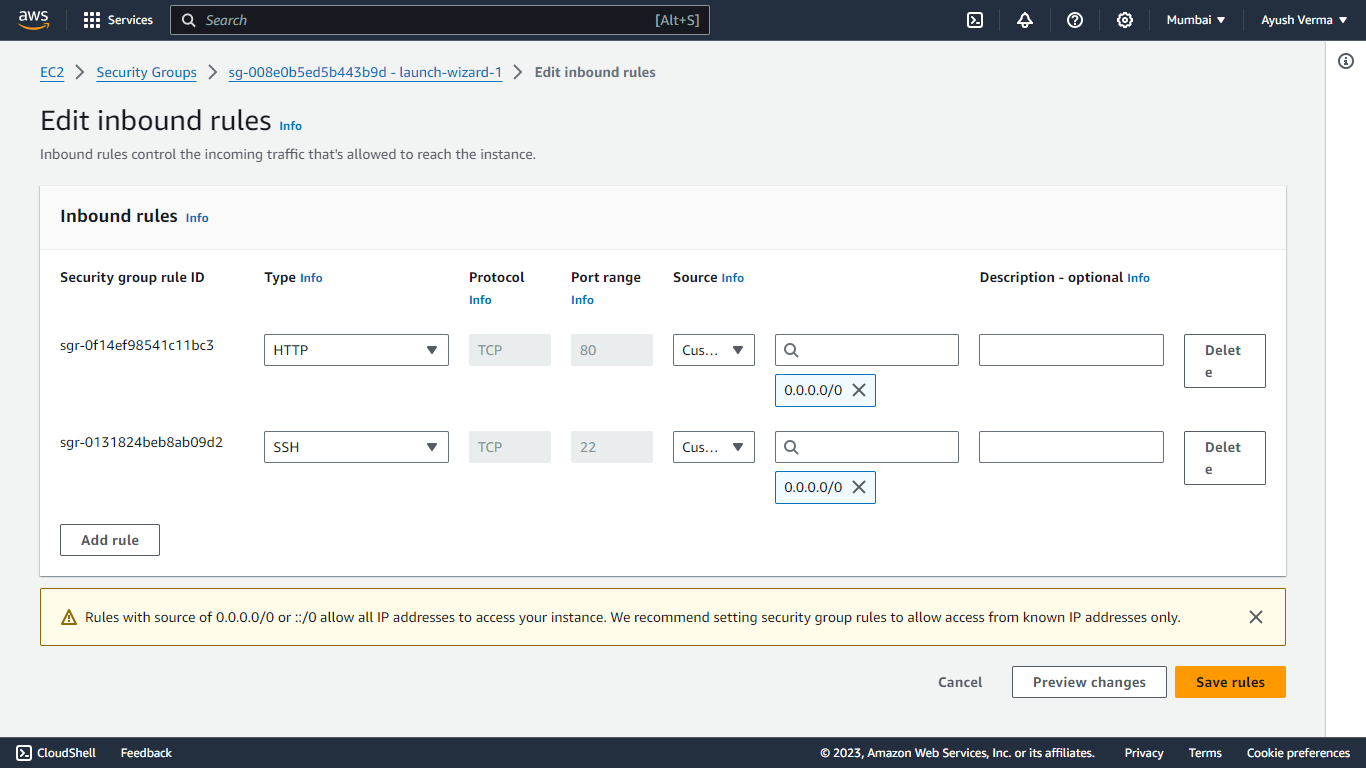 aws Services Search [Alt+S] Mumbai Ayush Verma
EC2 Security Groups sg-008e0b5ed5b443b9d - launch-wizard-1 Edit inbound rules
Edit inbound rules Info
Inbound rules control the incoming traffic that's allowed to reach the instance.
Inbound rules Info
Security group rule ID Type Info Protocol Port range Source Info Description - optional Info
Info Info
sgr-0f14ef98541c11bc3 HTTP TCP 80 Cus... Delet
e
0.0.0.0/0
sgr-0131824beb8ab09d2 SSH TCP 22 Cus... Delet
e
0.0.0.0/0
Add rule
Rules with source of 0.0.0.0/0 or ::/0 allow all IP addresses to access your instance. We recommend setting security group rules to allow access from known IP addresses only.
Cancel Preview changes Save rules
CloudShell Feedback © 2023, Amazon Web Services, Inc. or its affiliates. Privacy Terms Cookie preferences